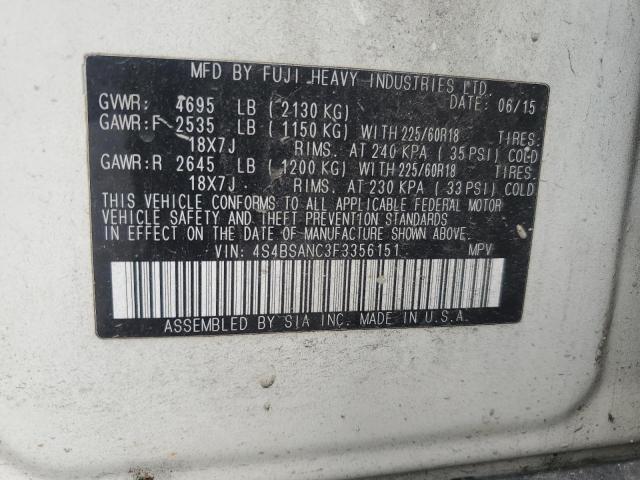 MFD BY FUJI HEAVY INDUSTRIES LTD.
DATE: 06/15
GVWR: 4695 LB (2130 KG)
GAWR:F 2535 LB (1150 KG) WITH 225/60R18 TIRES:
18X7J RIMS. AT 240 KPA (35 PSI) COLD
GAWR:R 2645 LB (1200 KG) WITH 225/60R18 TIRES:
18X7J RIMS. AT 230 KPA (33 PSI) COLD
THIS VEHICLE CONFORMS TO ALL APPLICABLE FEDERAL MOTOR
VEHICLE SAFETY AND THEFT PREVENTION STANDARDS
IN EFFECT ON THE DATE OF MANUFACTURE SHOWN ABOVE.
VIN: 4S4BSANC3F3356151 MPV
ASSEMBLED BY SIA INC. MADE IN U.S.A.